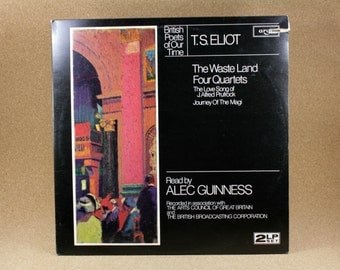 British
Poets
of Our
Time
T.S. ELIOT
The Waste Land
Four Quartets
The Love Song of
J. Alfred Prufrock
Journey Of The Magi
Read by
ALEC GUINNESS
Recorded in association with
THE ARTS COUNCIL OF GREAT BRITAIN
and
THE BRITISH BROADCASTING CORPORATION
2LP
SET